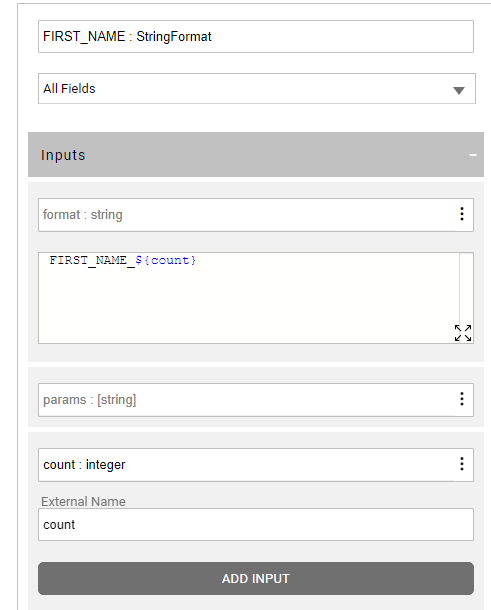 FIRST_NAME : StringFormat
All Fields
Inputs
format : string
FIRST_NAME_${count}
params : [string]
count : integer
External Name
count
ADD INPUT